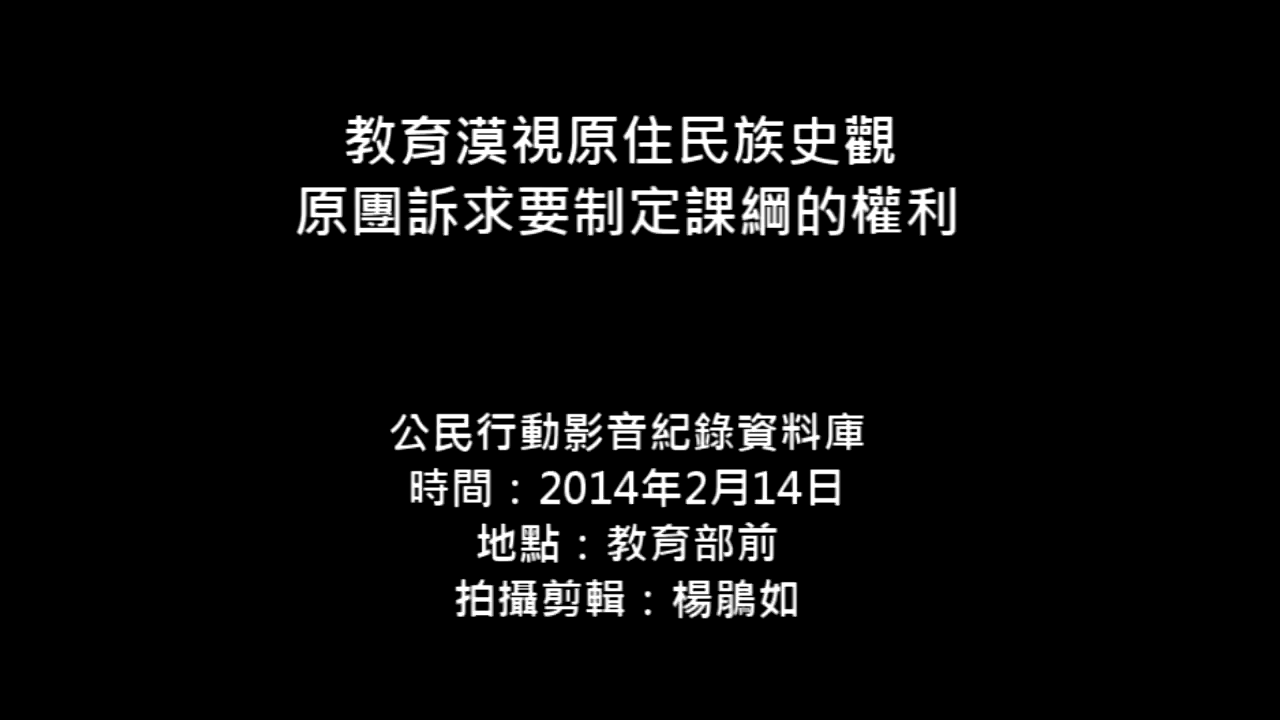 教育漠視原住民族史觀
原團訴求要制定課綱的權利
公民行動影音紀錄資料庫
時間：2014年2月14日
地點：教育部前
拍攝剪輯：楊鵑如